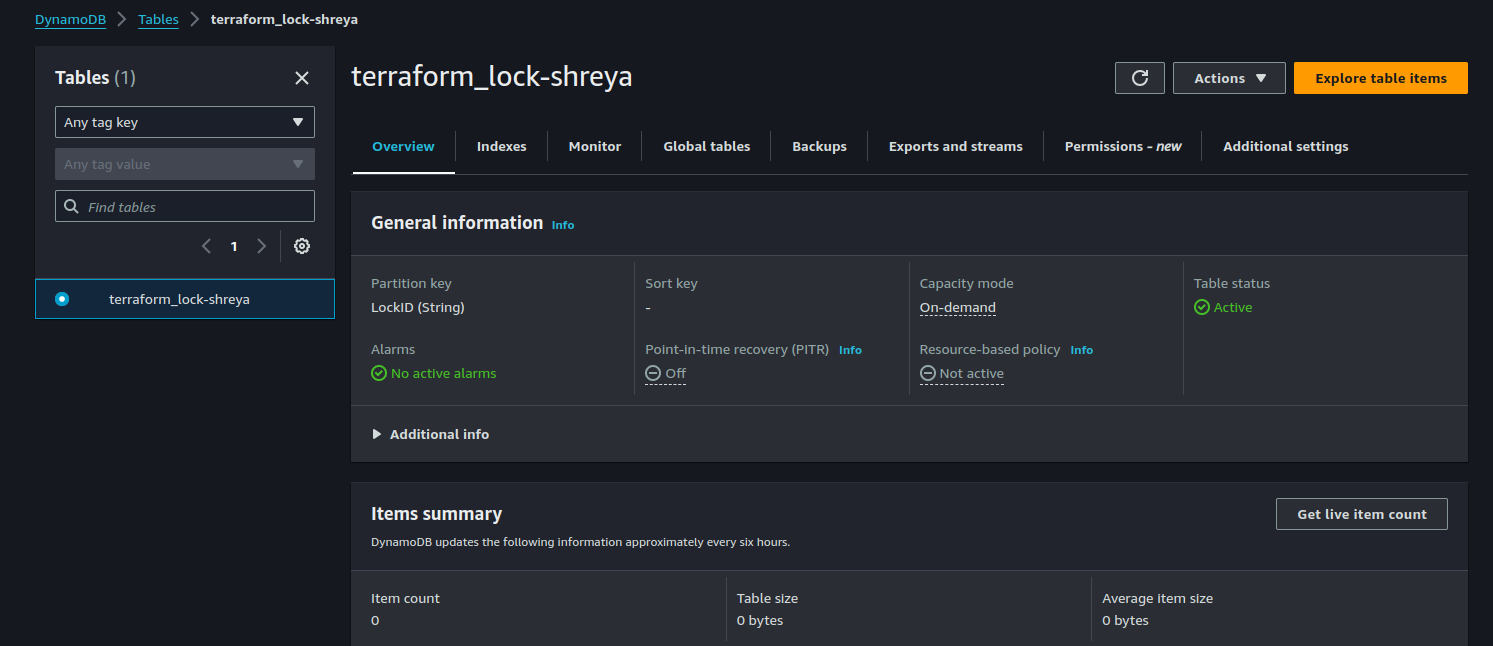 DynamoDB > Tables > terraform_lock-shreya
Tables (1)
Any tag key
Any tag value
Find tables
1
terraform_lock-shreya
terraform_lock-shreya
Actions
Explore table items
Overview Indexes Monitor Global tables Backups Exports and streams Permissions - new Additional settings
General information Info
Partition key
LockID (String)
Sort key
-
Capacity mode
On-demand
Table status
Active
Alarms
No active alarms
Point-in-time recovery (PITR) Info
Off
Resource-based policy Info
Not active
Additional info
Items summary
Get live item count
DynamoDB updates the following information approximately every six hours.
Item count
0
Table size
0 bytes
Average item size
0 bytes